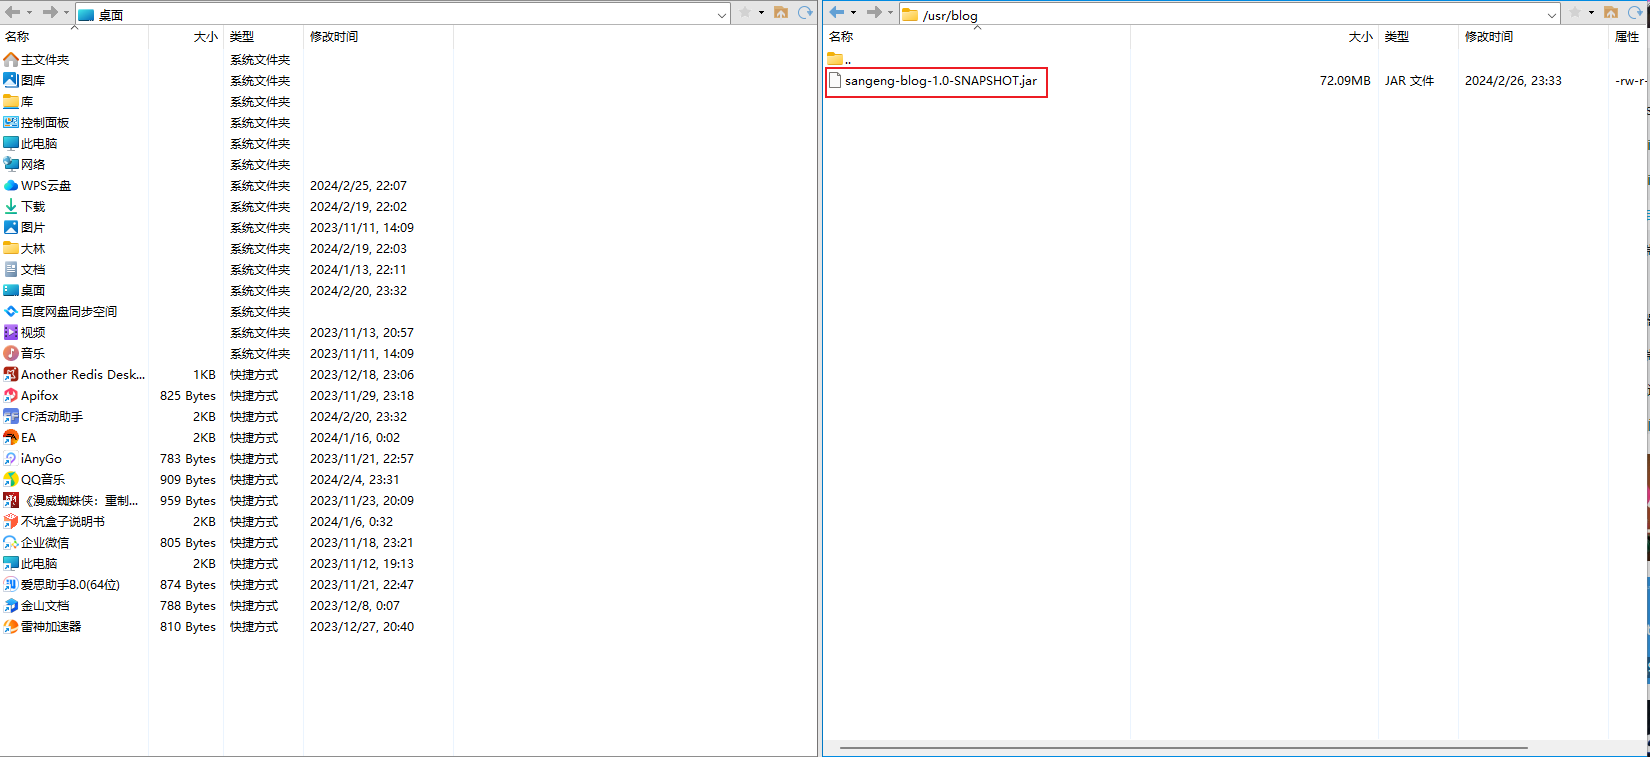 桌面
名称 大小 类型 修改时间
主文件夹 系统文件夹
图库 系统文件夹
库 系统文件夹
控制面板 系统文件夹
此电脑 系统文件夹
网络 系统文件夹
WPS云盘 系统文件夹 2024/2/25, 22:07
下载 系统文件夹 2024/2/19, 22:02
图片 系统文件夹 2023/11/11, 14:09
大林 系统文件夹 2024/2/19, 22:03
文档 系统文件夹 2024/1/13, 22:11
桌面 系统文件夹 2024/2/20, 23:32
百度网盘同步空间 系统文件夹
视频 系统文件夹 2023/11/13, 20:57
音乐 系统文件夹 2023/11/11, 14:09
Another Redis Desk... 1KB 快捷方式 2023/12/18, 23:06
Apifox 825 Bytes 快捷方式 2023/11/29, 23:18
CF活动助手 2KB 快捷方式 2024/2/20, 23:32
EA 2KB 快捷方式 2024/1/16, 0:02
iAnyGo 783 Bytes 快捷方式 2023/11/21, 22:57
QQ音乐 909 Bytes 快捷方式 2024/2/4, 23:31
《漫威蜘蛛侠：重制... 959 Bytes 快捷方式 2023/11/23, 20:09
不坑盒子说明书 2KB 快捷方式 2024/1/6, 0:32
企业微信 805 Bytes 快捷方式 2023/11/18, 23:21
此电脑 2KB 快捷方式 2023/11/12, 19:13
爱思助手8.0(64位) 874 Bytes 快捷方式 2023/11/21, 22:47
金山文档 788 Bytes 快捷方式 2023/12/8, 0:07
雷神加速器 810 Bytes 快捷方式 2023/12/27, 20:40
/usr/blog
名称 大小 类型 修改时间 属性
..
sangeng-blog-1.0-SNAPSHOT.jar 72.09MB JAR 文件 2024/2/26, 23:33 -rw-r-